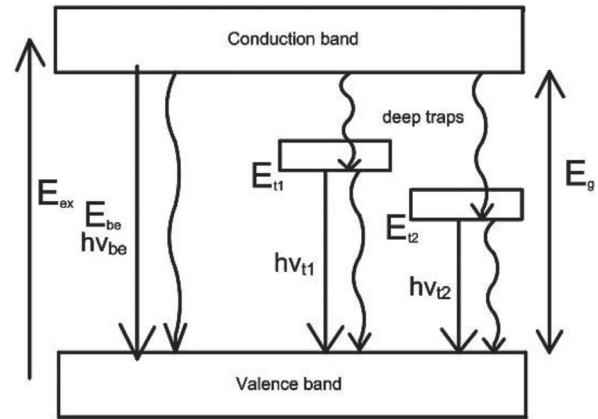 Conduction band
deep traps
E_ex
E_be
hν_be
E_t1
hν_t1
E_t2
hν_t2
E_g
Valence band